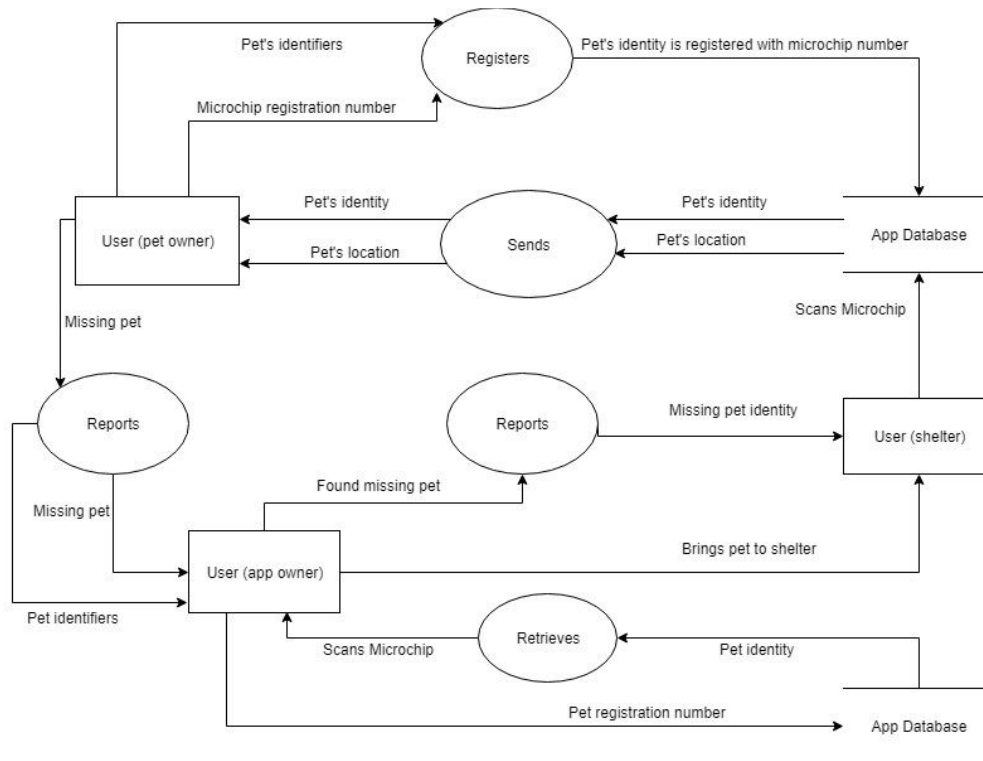 Pet's identifiers
Registers
Pet's identity is registered with microchip number
Microchip registration number
Pet's identity
Pet's identity
User (pet owner)
Sends
App Database
Pet's location
Pet's location
Scans Microchip
Missing pet
Reports
Reports
Missing pet identity
User (shelter)
Found missing pet
Missing pet
Brings pet to shelter
User (app owner)
Pet identifiers
Retrieves
Scans Microchip
Pet identity
Pet registration number
App Database